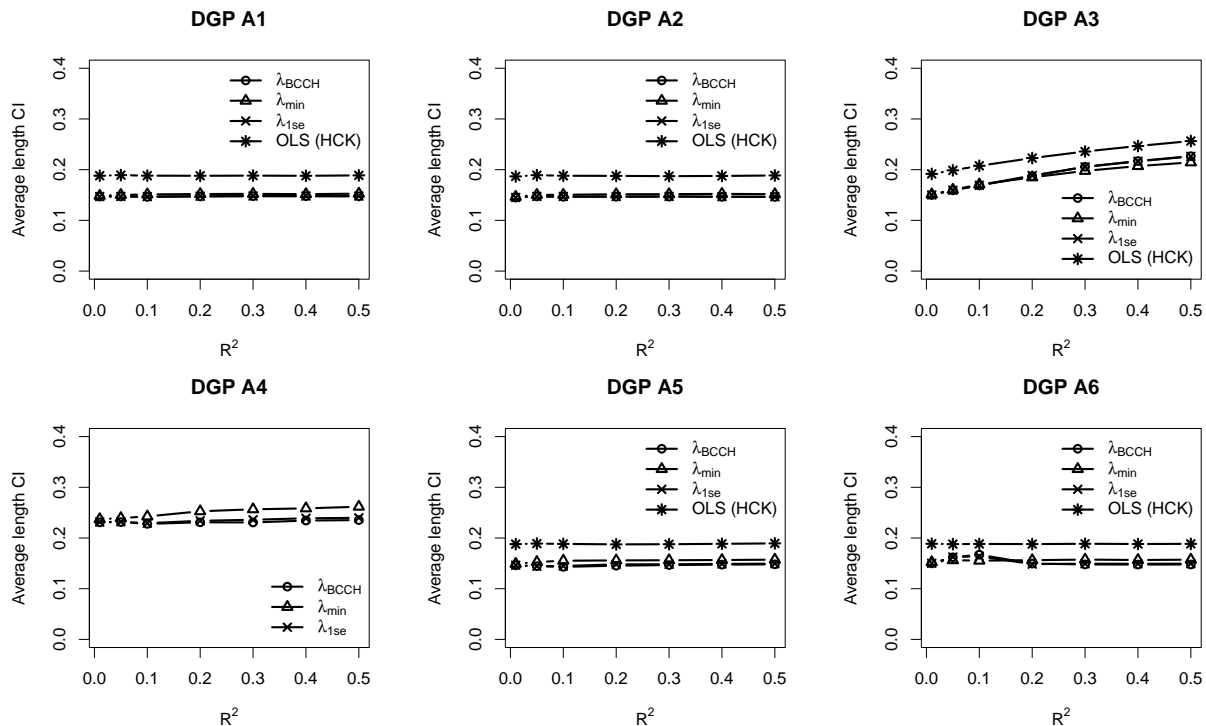 DGP A1
Average length CI
0.0 0.1 0.2 0.3 0.4
λBCCH
λmin
λ1se
OLS (HCK)
0.0 0.1 0.2 0.3 0.4 0.5
R²
DGP A2
Average length CI
0.0 0.1 0.2 0.3 0.4
λBCCH
λmin
λ1se
OLS (HCK)
0.0 0.1 0.2 0.3 0.4 0.5
R²
DGP A3
Average length CI
0.0 0.1 0.2 0.3 0.4
λBCCH
λmin
λ1se
OLS (HCK)
0.0 0.1 0.2 0.3 0.4 0.5
R²
DGP A4
Average length CI
0.0 0.1 0.2 0.3 0.4
λBCCH
λmin
λ1se
0.0 0.1 0.2 0.3 0.4 0.5
R²
DGP A5
Average length CI
0.0 0.1 0.2 0.3 0.4
λBCCH
λmin
λ1se
OLS (HCK)
0.0 0.1 0.2 0.3 0.4 0.5
R²
DGP A6
Average length CI
0.0 0.1 0.2 0.3 0.4
λBCCH
λmin
λ1se
OLS (HCK)
0.0 0.1 0.2 0.3 0.4 0.5
R²